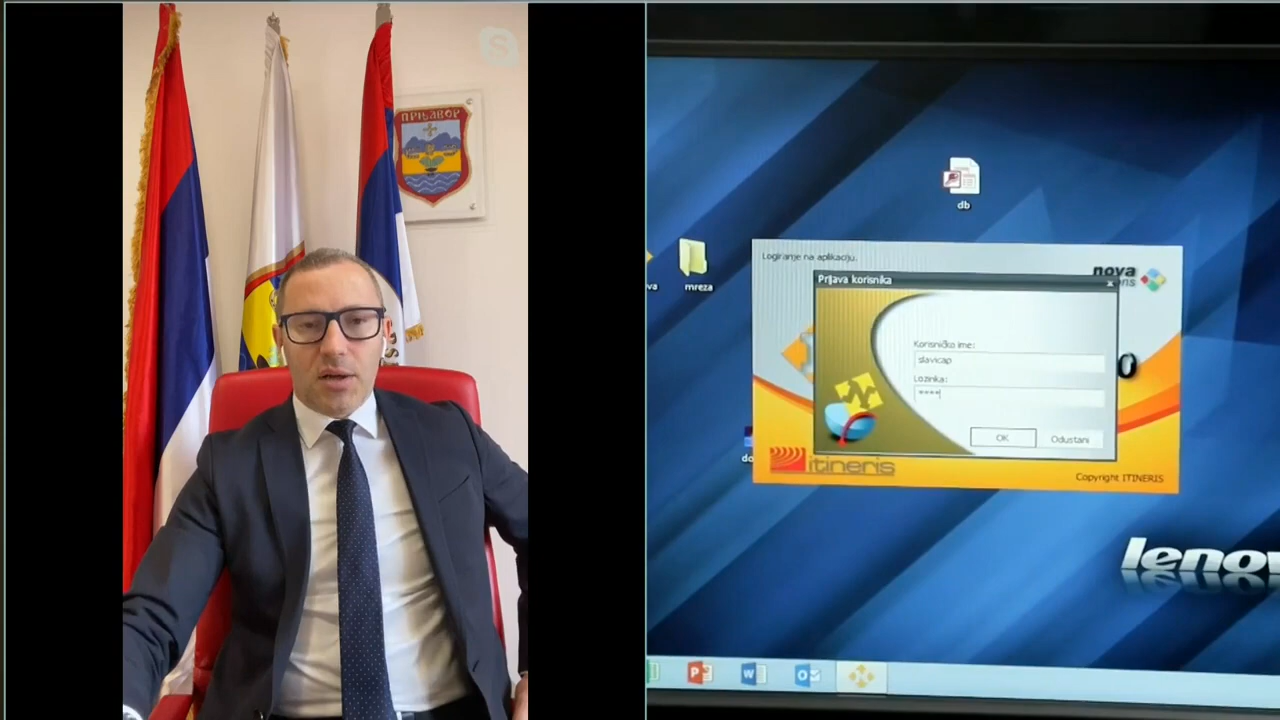 S
ПРЊАВОР
db
mreza
Logiranje na aplikaciju.
nova
Prijava korisnika
Korisničko ime:
slavicap
Lozinka:
****
OK
Odustani
itineris
Copyright ITINERIS
lenov